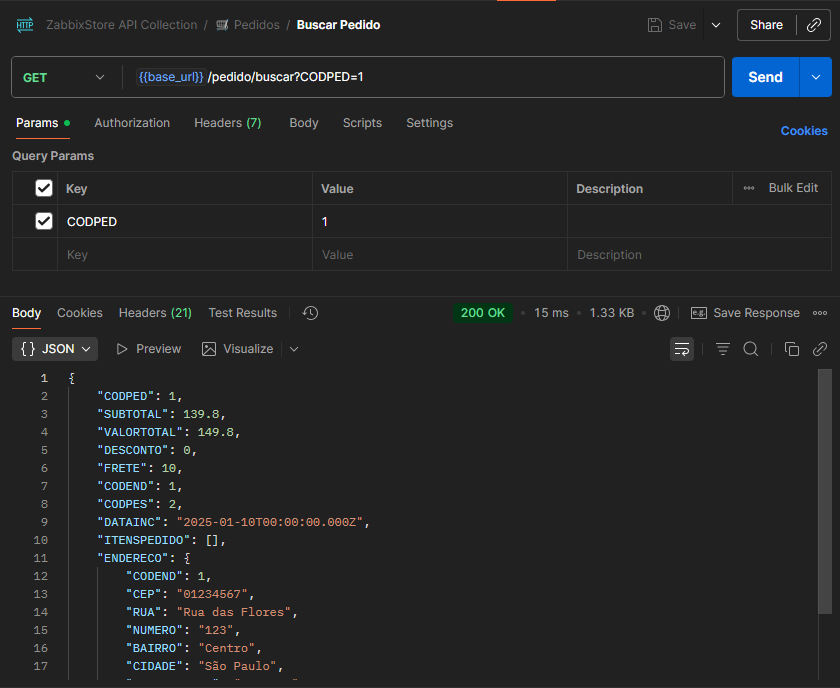 HTTP ZabbixStore API Collection / Pedidos / Buscar Pedido Save Share
GET {{base_url}}/pedido/buscar?CODPED=1 Send
Params Authorization Headers (7) Body Scripts Settings Cookies
Query Params
Key Value Description Bulk Edit
CODPED 1
Key Value Description
Body Cookies Headers (21) Test Results 200 OK 15 ms 1.33 KB e.g. Save Response
{} JSON Preview Visualize
1 {
2 "CODPED": 1,
3 "SUBTOTAL": 139.8,
4 "VALORTOTAL": 149.8,
5 "DESCONTO": 0,
6 "FRETE": 10,
7 "CODEND": 1,
8 "CODPES": 2,
9 "DATAINC": "2025-01-10T00:00:00.000Z",
10 "ITENSPEDIDO": [],
11 "ENDERECO": {
12 "CODEND": 1,
13 "CEP": "01234567",
14 "RUA": "Rua das Flores",
15 "NUMERO": "123",
16 "BAIRRO": "Centro",
17 "CIDADE": "São Paulo",